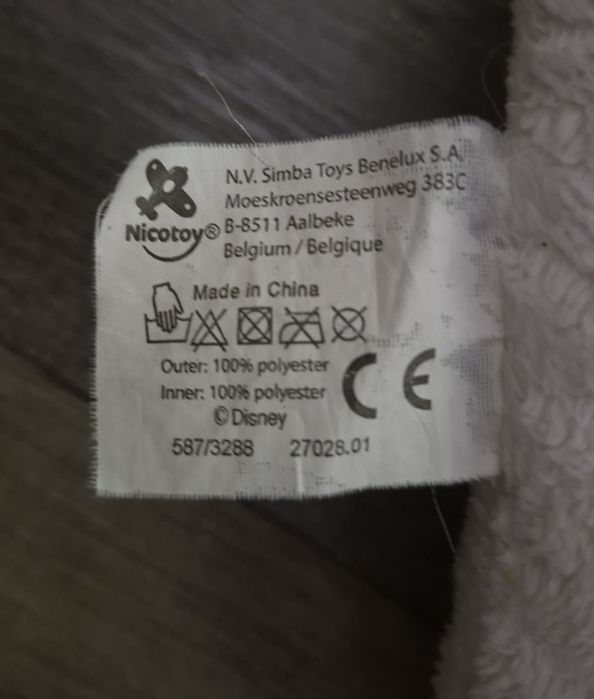 Nicotoy®
N.V. Simba Toys Benelux S.A.
Moeskroensesteenweg 383C
B-8511 Aalbeke
Belgium / Belgique
Made in China
Outer: 100% polyester
Inner: 100% polyester
© Disney
CE
587/3288 27028.01